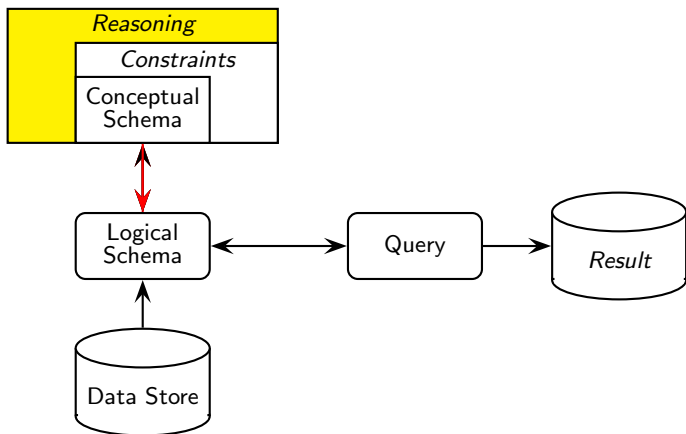 Reasoning
Constraints
Conceptual
Schema
Logical
Schema
Query
Result
Data Store